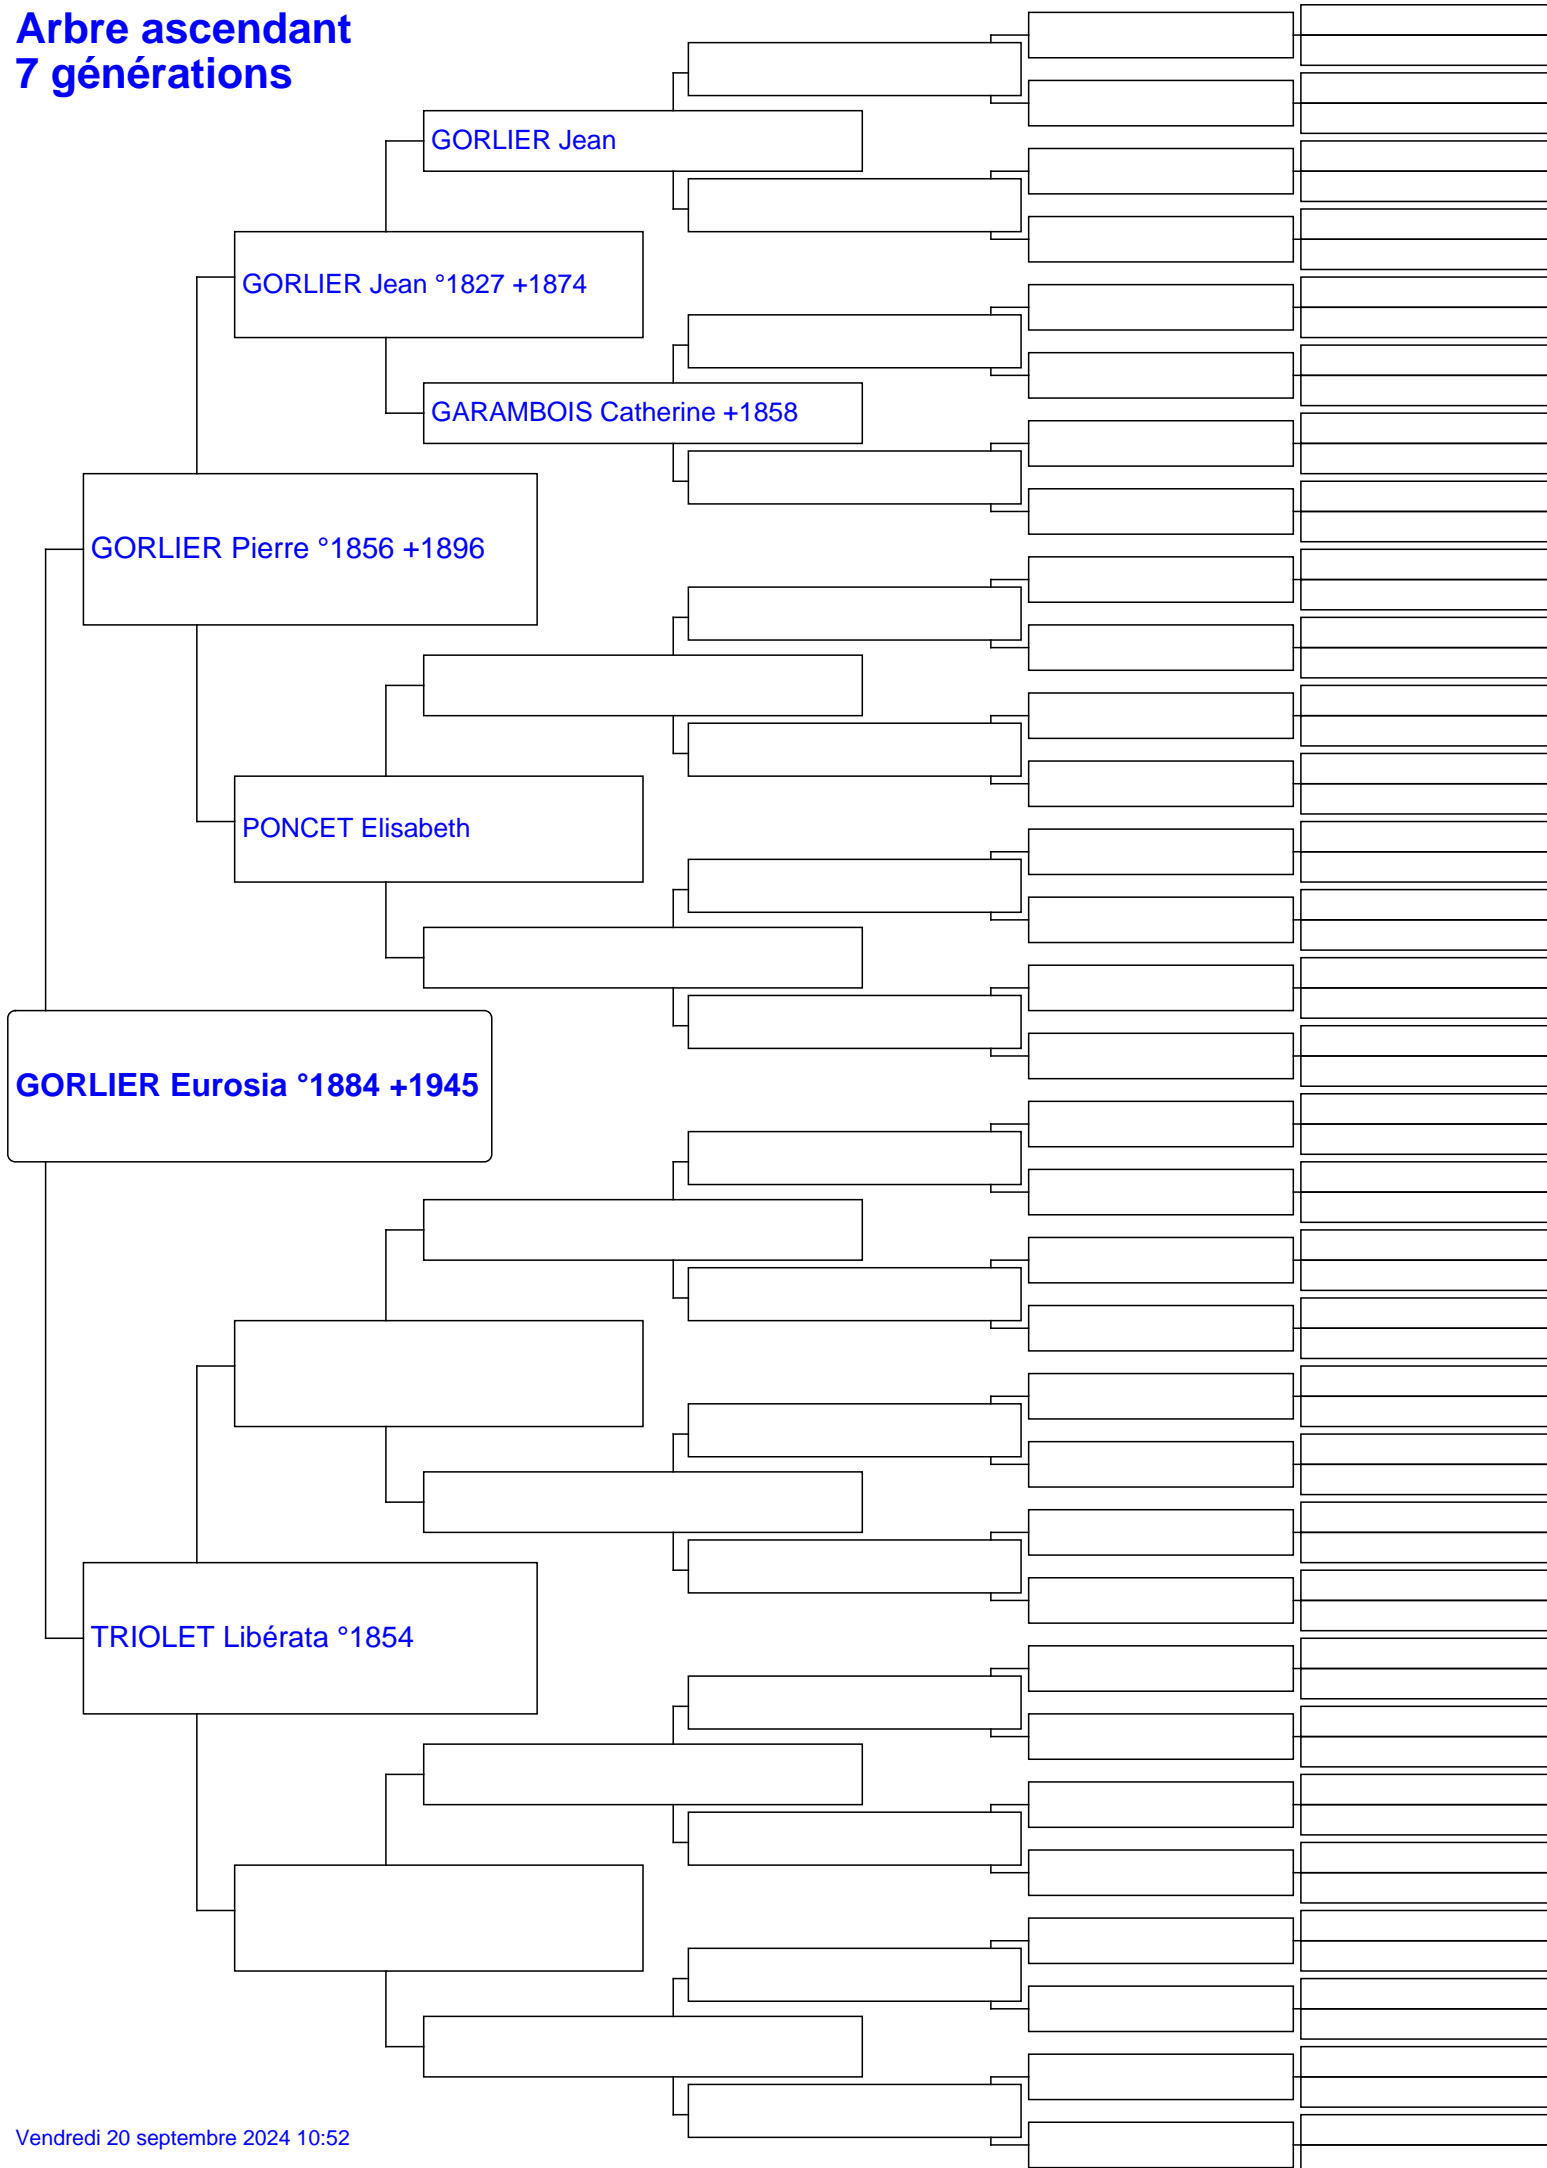 Arbre ascendant
7 générations
GORLIER Jean
GORLIER Jean °1827 +1874
GARAMBOIS Catherine +1858
GORLIER Pierre °1856 +1896
PONCET Elisabeth
GORLIER Eurosia °1884 +1945
TRIOLET Libérata °1854
Vendredi 20 septembre 2024 10:52